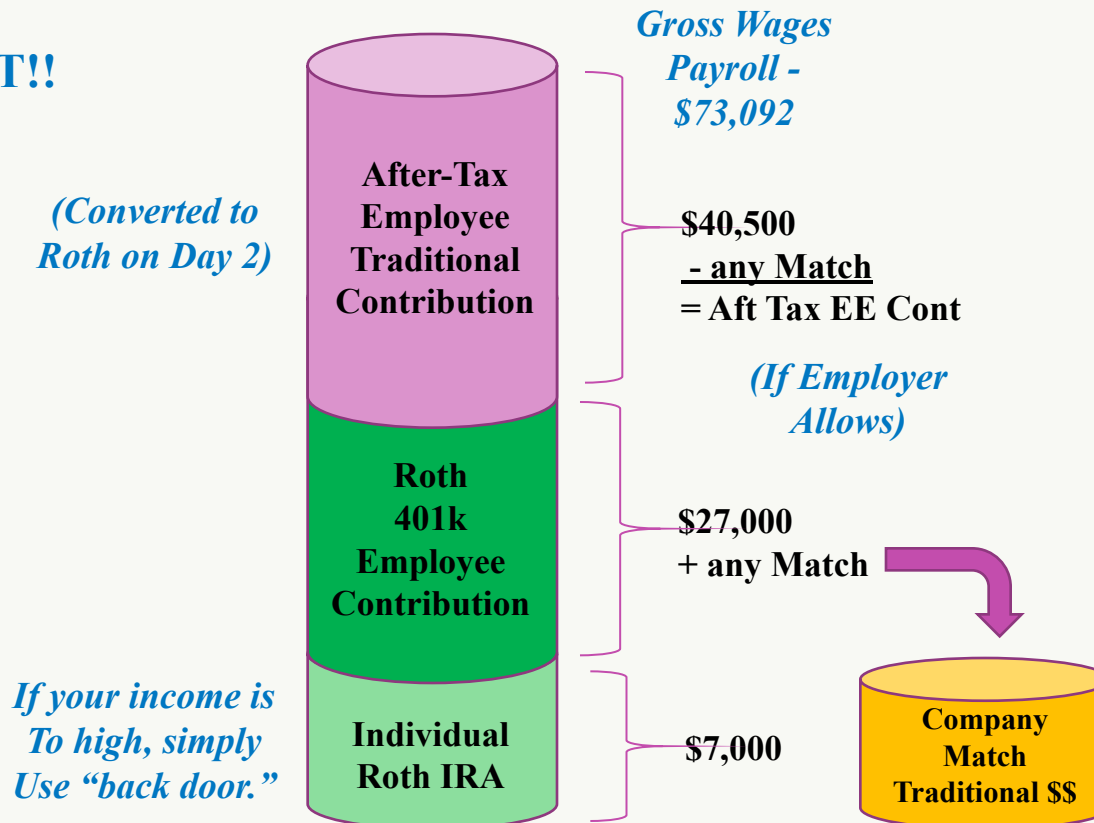 T!!
Gross Wages
Payroll -
$73,092
After-Tax
Employee
Traditional
Contribution
(Converted to
Roth on Day 2)
$40,500
- any Match
= Aft Tax EE Cont
(If Employer
Allows)
Roth
401k
Employee
Contribution
$27,000
+ any Match
If your income is
To high, simply
Use “back door.”
Individual
Roth IRA
$7,000
Company
Match
Traditional $$